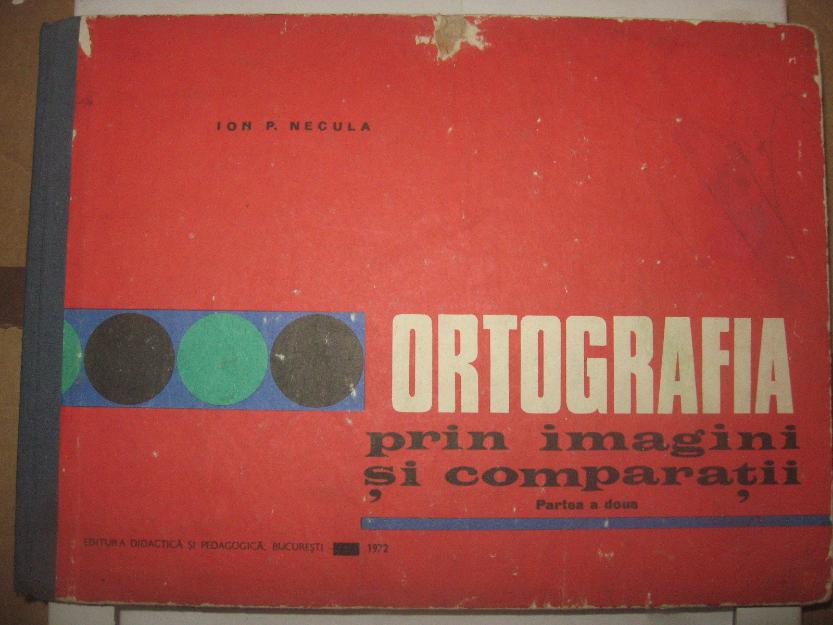 ION P. NECULA
ORTOGRAFIA
prin imagini
și comparații
Partea a doua
EDITURA DIDACTICĂ ȘI PEDAGOGICĂ, BUCUREȘTI — 1972